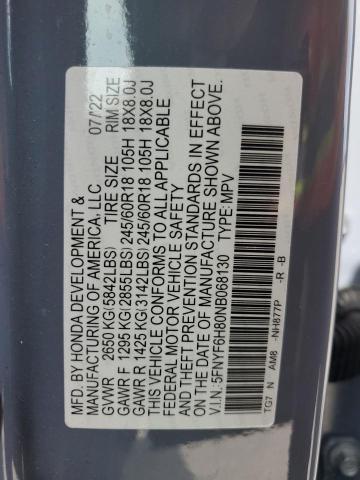 MFD. BY HONDA DEVELOPMENT &
MANUFACTURING OF AMERICA, LLC. 07/22
GVWR 2650 KG (5842LBS) TIRE SIZE RIM SIZE
GAWR F 1295 KG (2855LBS) 245/60R18 105H 18X8.0J
GAWR R 1425 KG (3142LBS) 245/60R18 105H 18X8.0J
THIS VEHICLE CONFORMS TO ALL APPLICABLE
FEDERAL MOTOR VEHICLE SAFETY
THEFT PREVENTION STANDARDS IN EFFECT
ON THE DATE OF MANUFACTURE SHOWN ABOVE.
V.I.N.: 5FNYF6H80NB068130 TYPE: MPV
TG7 N AM8 -NH877P -R -B